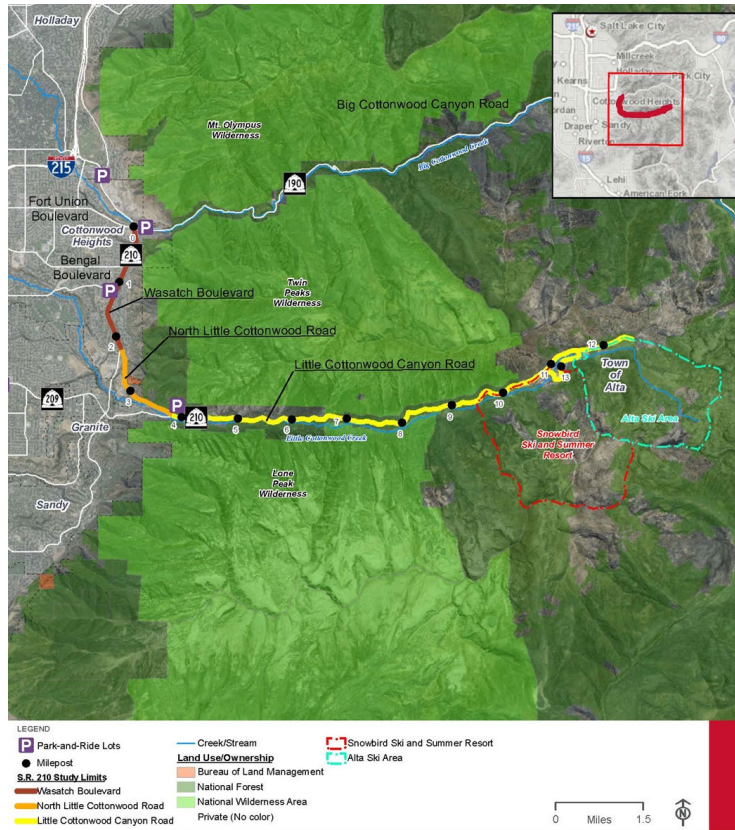 Holladay
INTERSTATE
215
Fort Union
Boulevard
Cottonwood
Heights
Bengal
Boulevard
P
P
P
0
210
1
Wasatch Boulevard
2
North Little Cottonwood Road
209
3
P
4
210
Granite
Sandy
Mt. Olympus
Wilderness
Big Cottonwood Canyon Road
190
Big Cottonwood Creek
Twin
Peaks
Wilderness
Little Cottonwood Canyon Road
5
6
7
8
9
10
11
12
13
Little Cottonwood Creek
Lone
Peak
Wilderness
Town
of
Alta
Alta Ski Area
Snowbird
Ski and Summer
Resort
Salt Lake City
215
80
Millcreek
Holladay
Park City
Kearns
Cottonwood Heights
Jordan
Sandy
Draper
Riverton
15
Lehi
American Fork
LEGEND
P Park-and-Ride Lots
Milepost
S.R. 210 Study Limits
Wasatch Boulevard
North Little Cottonwood Road
Little Cottonwood Canyon Road
Creek/Stream
Land Use/Ownership
Bureau of Land Management
National Forest
National Wilderness Area
Private (No color)
Snowbird Ski and Summer Resort
Alta Ski Area
0 Miles 1.5
N